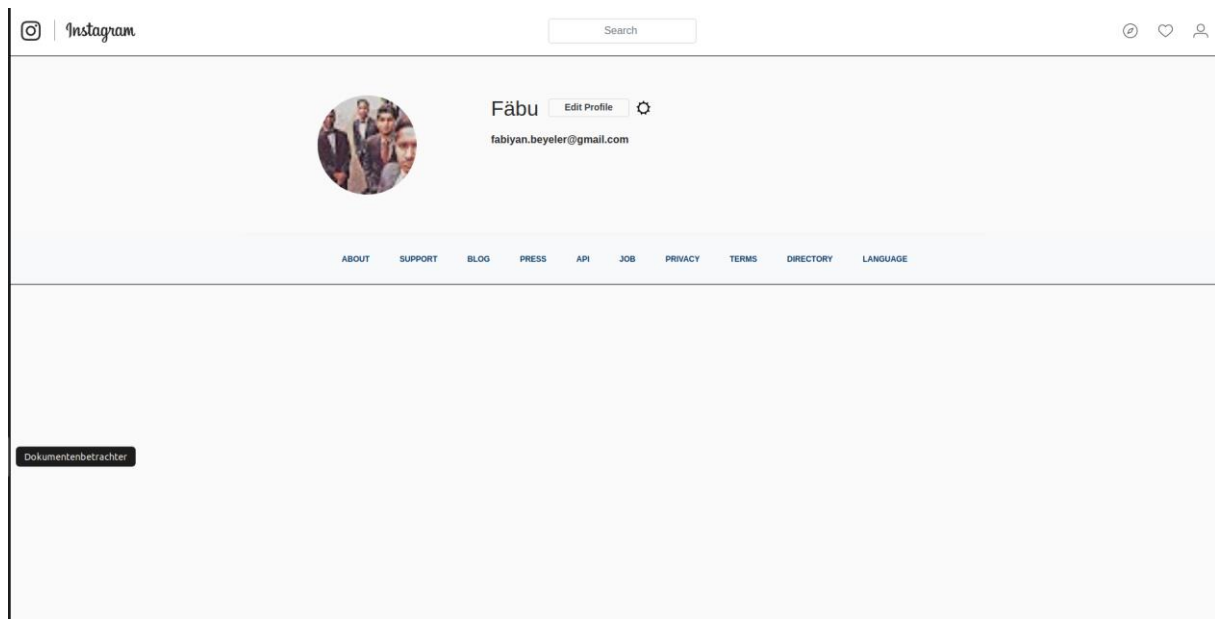 Instagram Search
Fäbu Edit Profile
fabiyan.beyeler@gmail.com
ABOUT SUPPORT BLOG PRESS API JOB PRIVACY TERMS DIRECTORY LANGUAGE
Dokumentenbetrachter